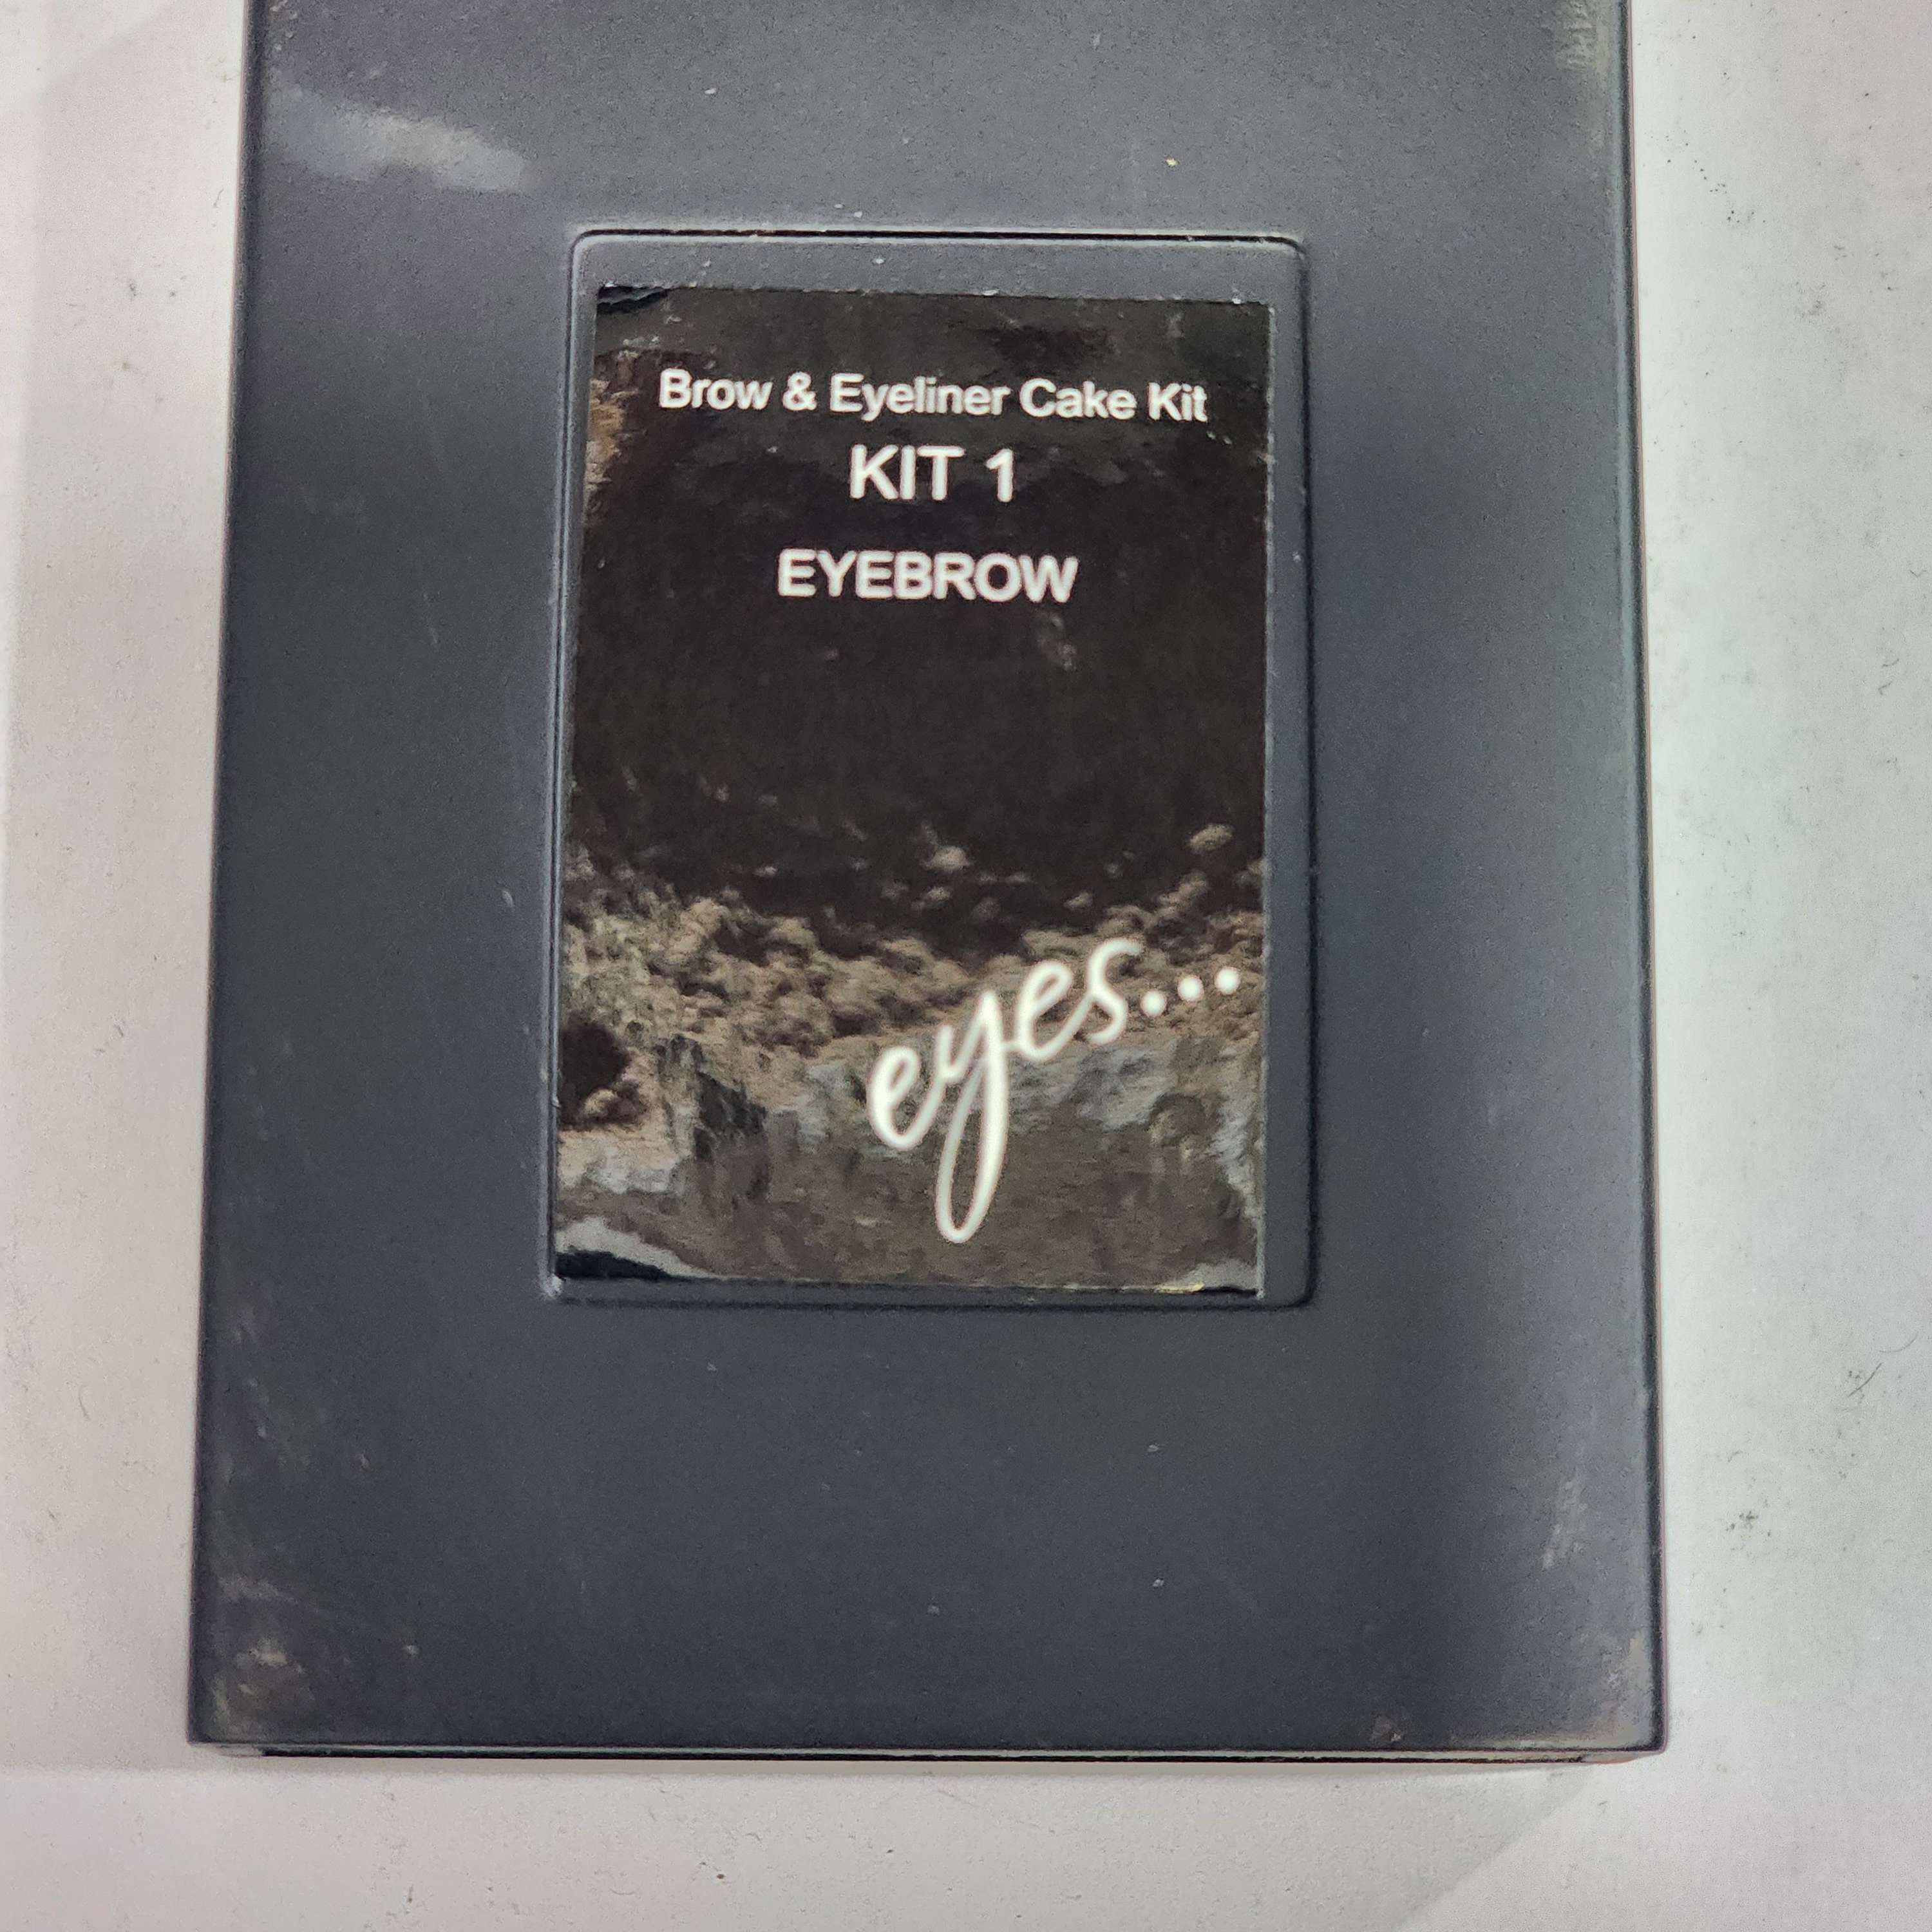 Brow & Eyeliner Cake Kit
KIT 1
EYEBROW
eyes...